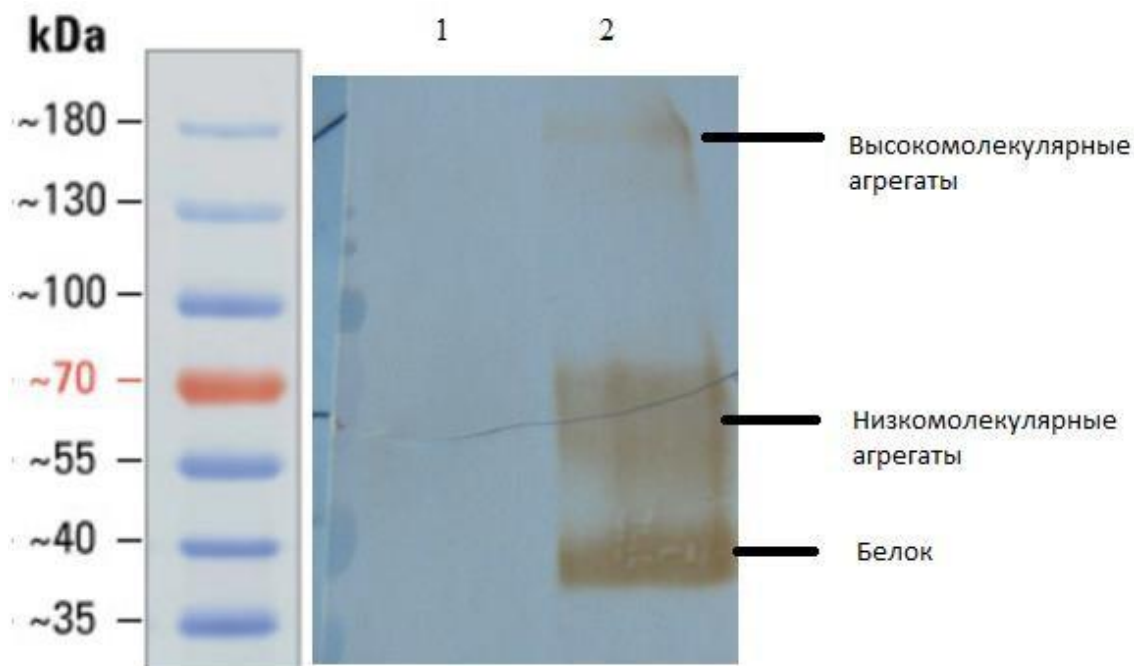 kDa
1 2
~180
~130
~100
~70
~55
~40
~35
Высокомолекулярные
агрегаты
Низкомолекулярные
агрегаты
Белок